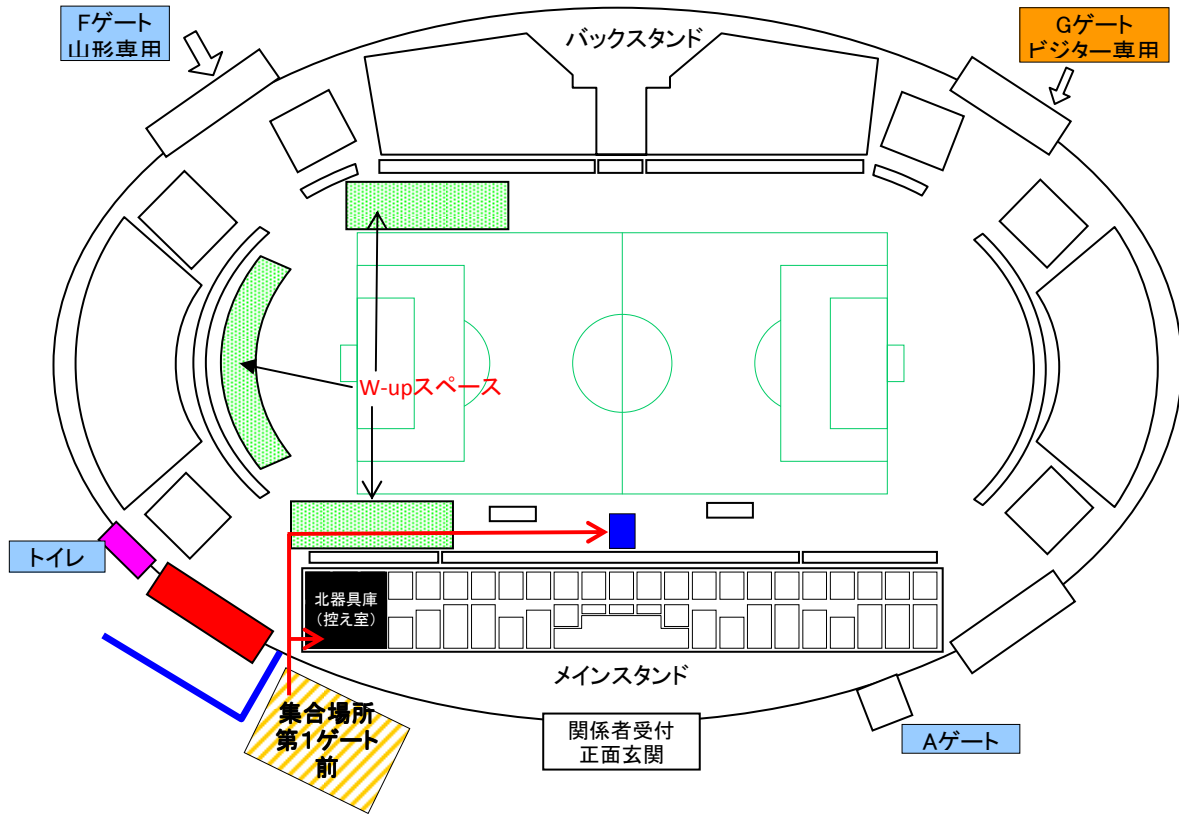 Fゲート
山形専用
バックスタンド
Gゲート
ビジター専用
W-upスペース
トイレ
北器具庫
（控え室）
メインスタンド
集合場所
第1ゲート
前
関係者受付
正面玄関
Aゲート